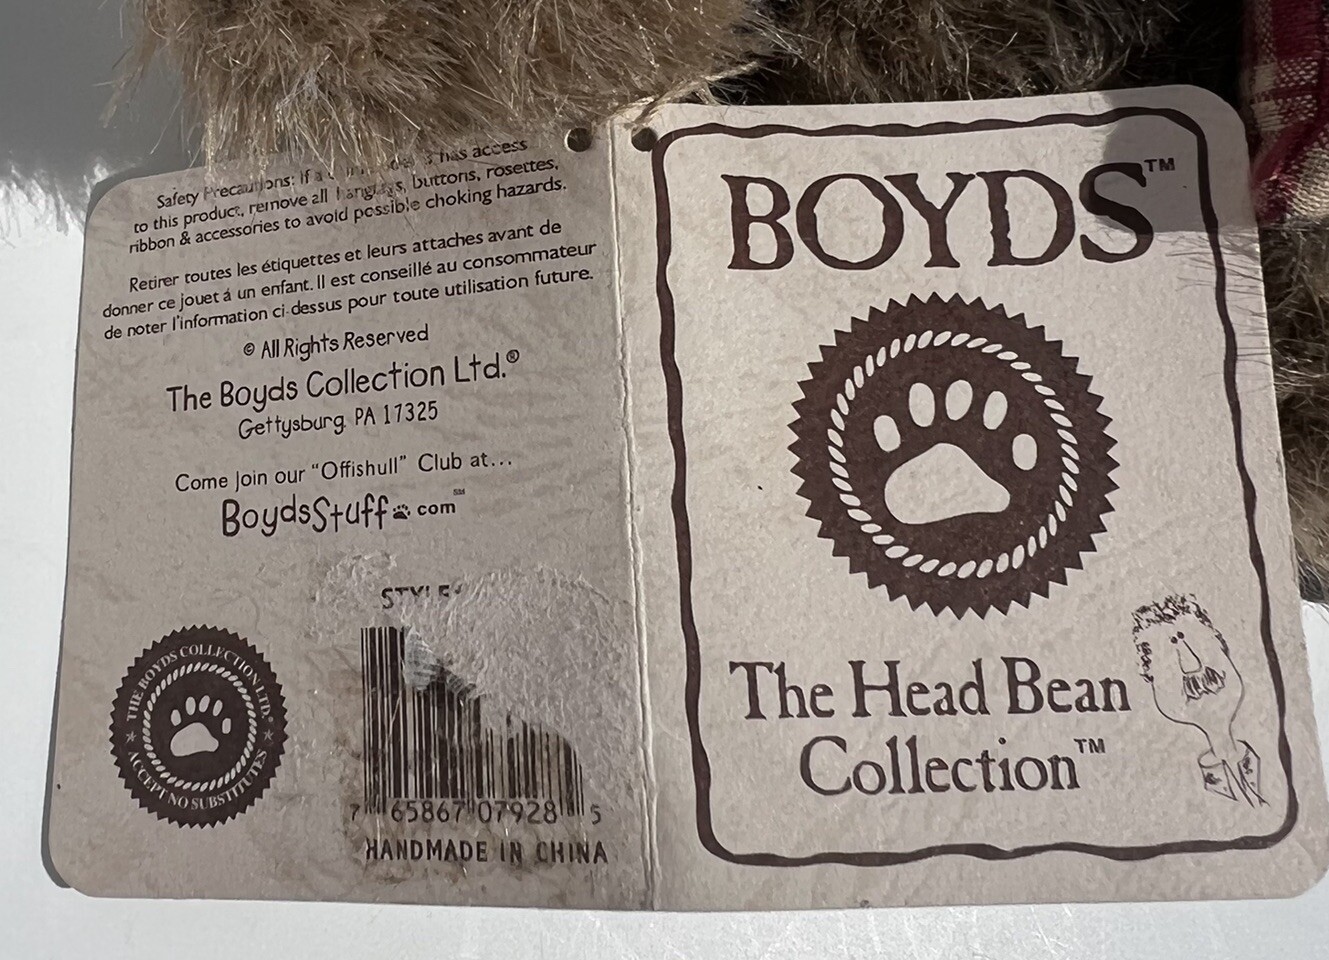 Safety Precautions: If a has access
to this product, remove all hangtags, buttons, rosettes,
ribbon & accessories to avoid possible choking hazards.
Retirer toutes les étiquettes et leurs attaches avant de
donner ce jouet á un enfant. Il est conseillé au consommateur
de noter l'information ci-dessus pour toute utilisation future.
© All Rights Reserved
The Boyds Collection Ltd.®
Gettysburg, PA 17325
Come Join our "Offishull" Club at...
BoydsStuff.com℠
STYLE
THE BOYDS COLLECTION LTD.®
★ ACCEPT NO SUBSTITUTES ★
7 65867 07928 5
HANDMADE IN CHINA
BOYDS™
The Head Bean
Collection™